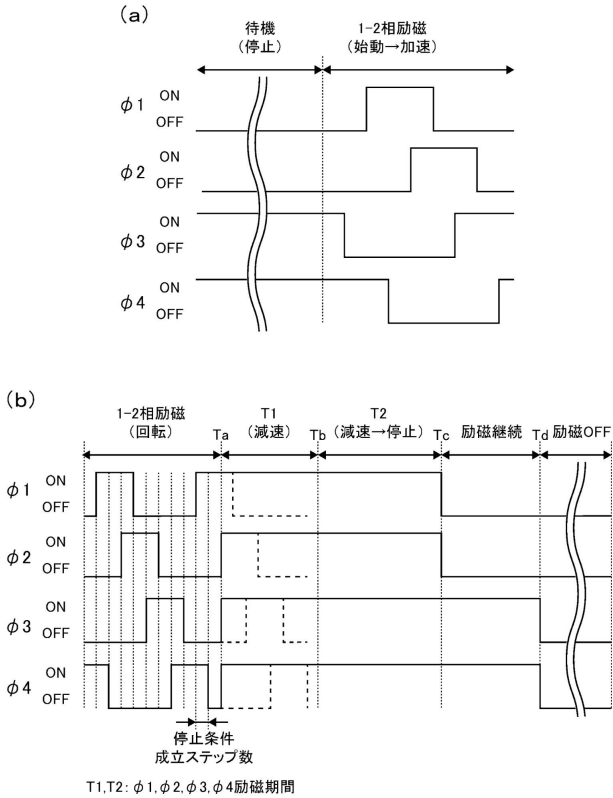 (a)
待機
(停止)
1-2相励磁
(始動→加速)
φ1 ON
OFF
φ2 ON
OFF
φ3 ON
OFF
φ4 ON
OFF
(b)
1-2相励磁
(回転)
Ta
T1
(減速)
Tb
T2
(減速→停止)
Tc
励磁継続
Td
励磁OFF
φ1 ON
OFF
φ2 ON
OFF
φ3 ON
OFF
φ4 ON
OFF
停止条件
成立ステップ数
T1,T2: φ1,φ2,φ3,φ4励磁期間